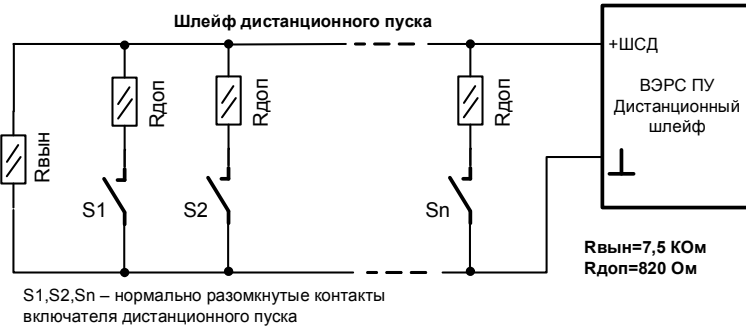 Шлейф дистанционного пуска
+ШСД
ВЭРС ПУ
Дистанционный
шлейф
Rдоп
Rдоп
Rдоп
Rвын
S1
S2
Sn
Rвын=7,5 КОм
Rдоп=820 Ом
S1,S2,Sn – нормально разомкнутые контакты
включателя дистанционного пуска